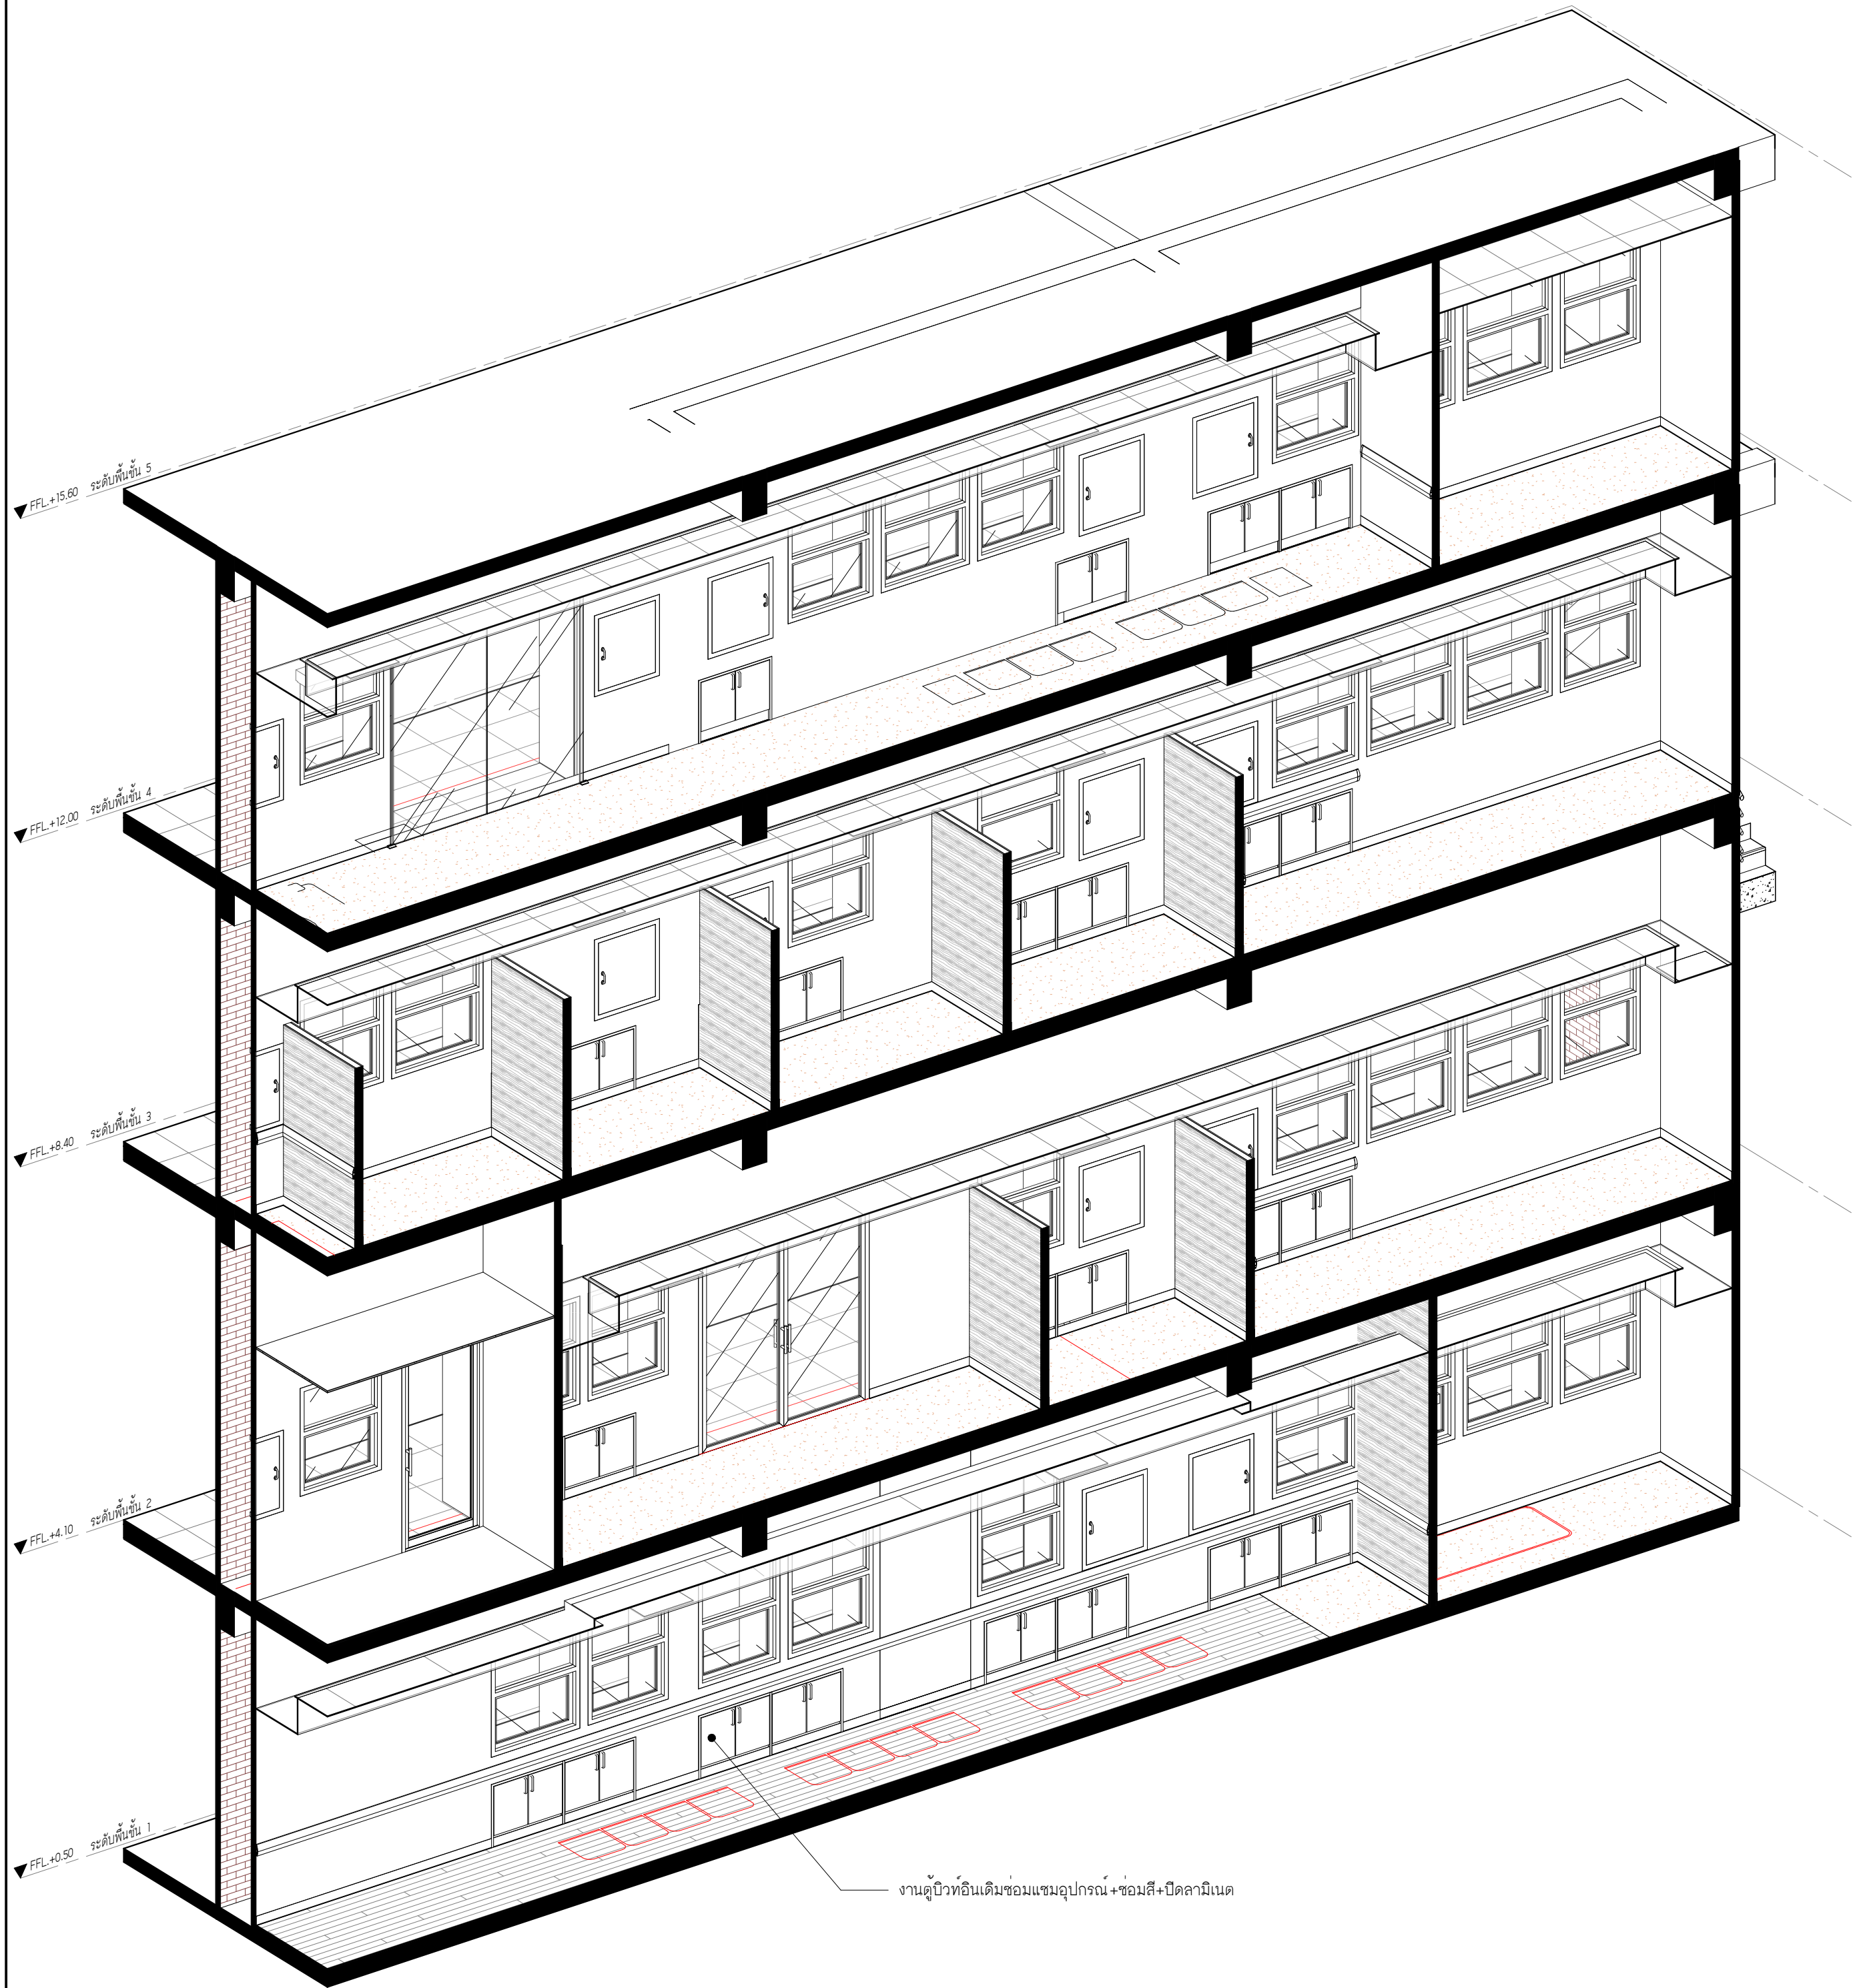 FFL.+15.60 ระดับพื้นชั้น 5
FFL.+12.00 ระดับพื้นชั้น 4
FFL.+8.40 ระดับพื้นชั้น 3
FFL.+4.10 ระดับพื้นชั้น 2
FFL.+0.50 ระดับพื้นชั้น 1
งานตู้บิวท์อินเดิมซ่อมแซมอุปกรณ์+ซ่อมสี+ปิดลามิเนต